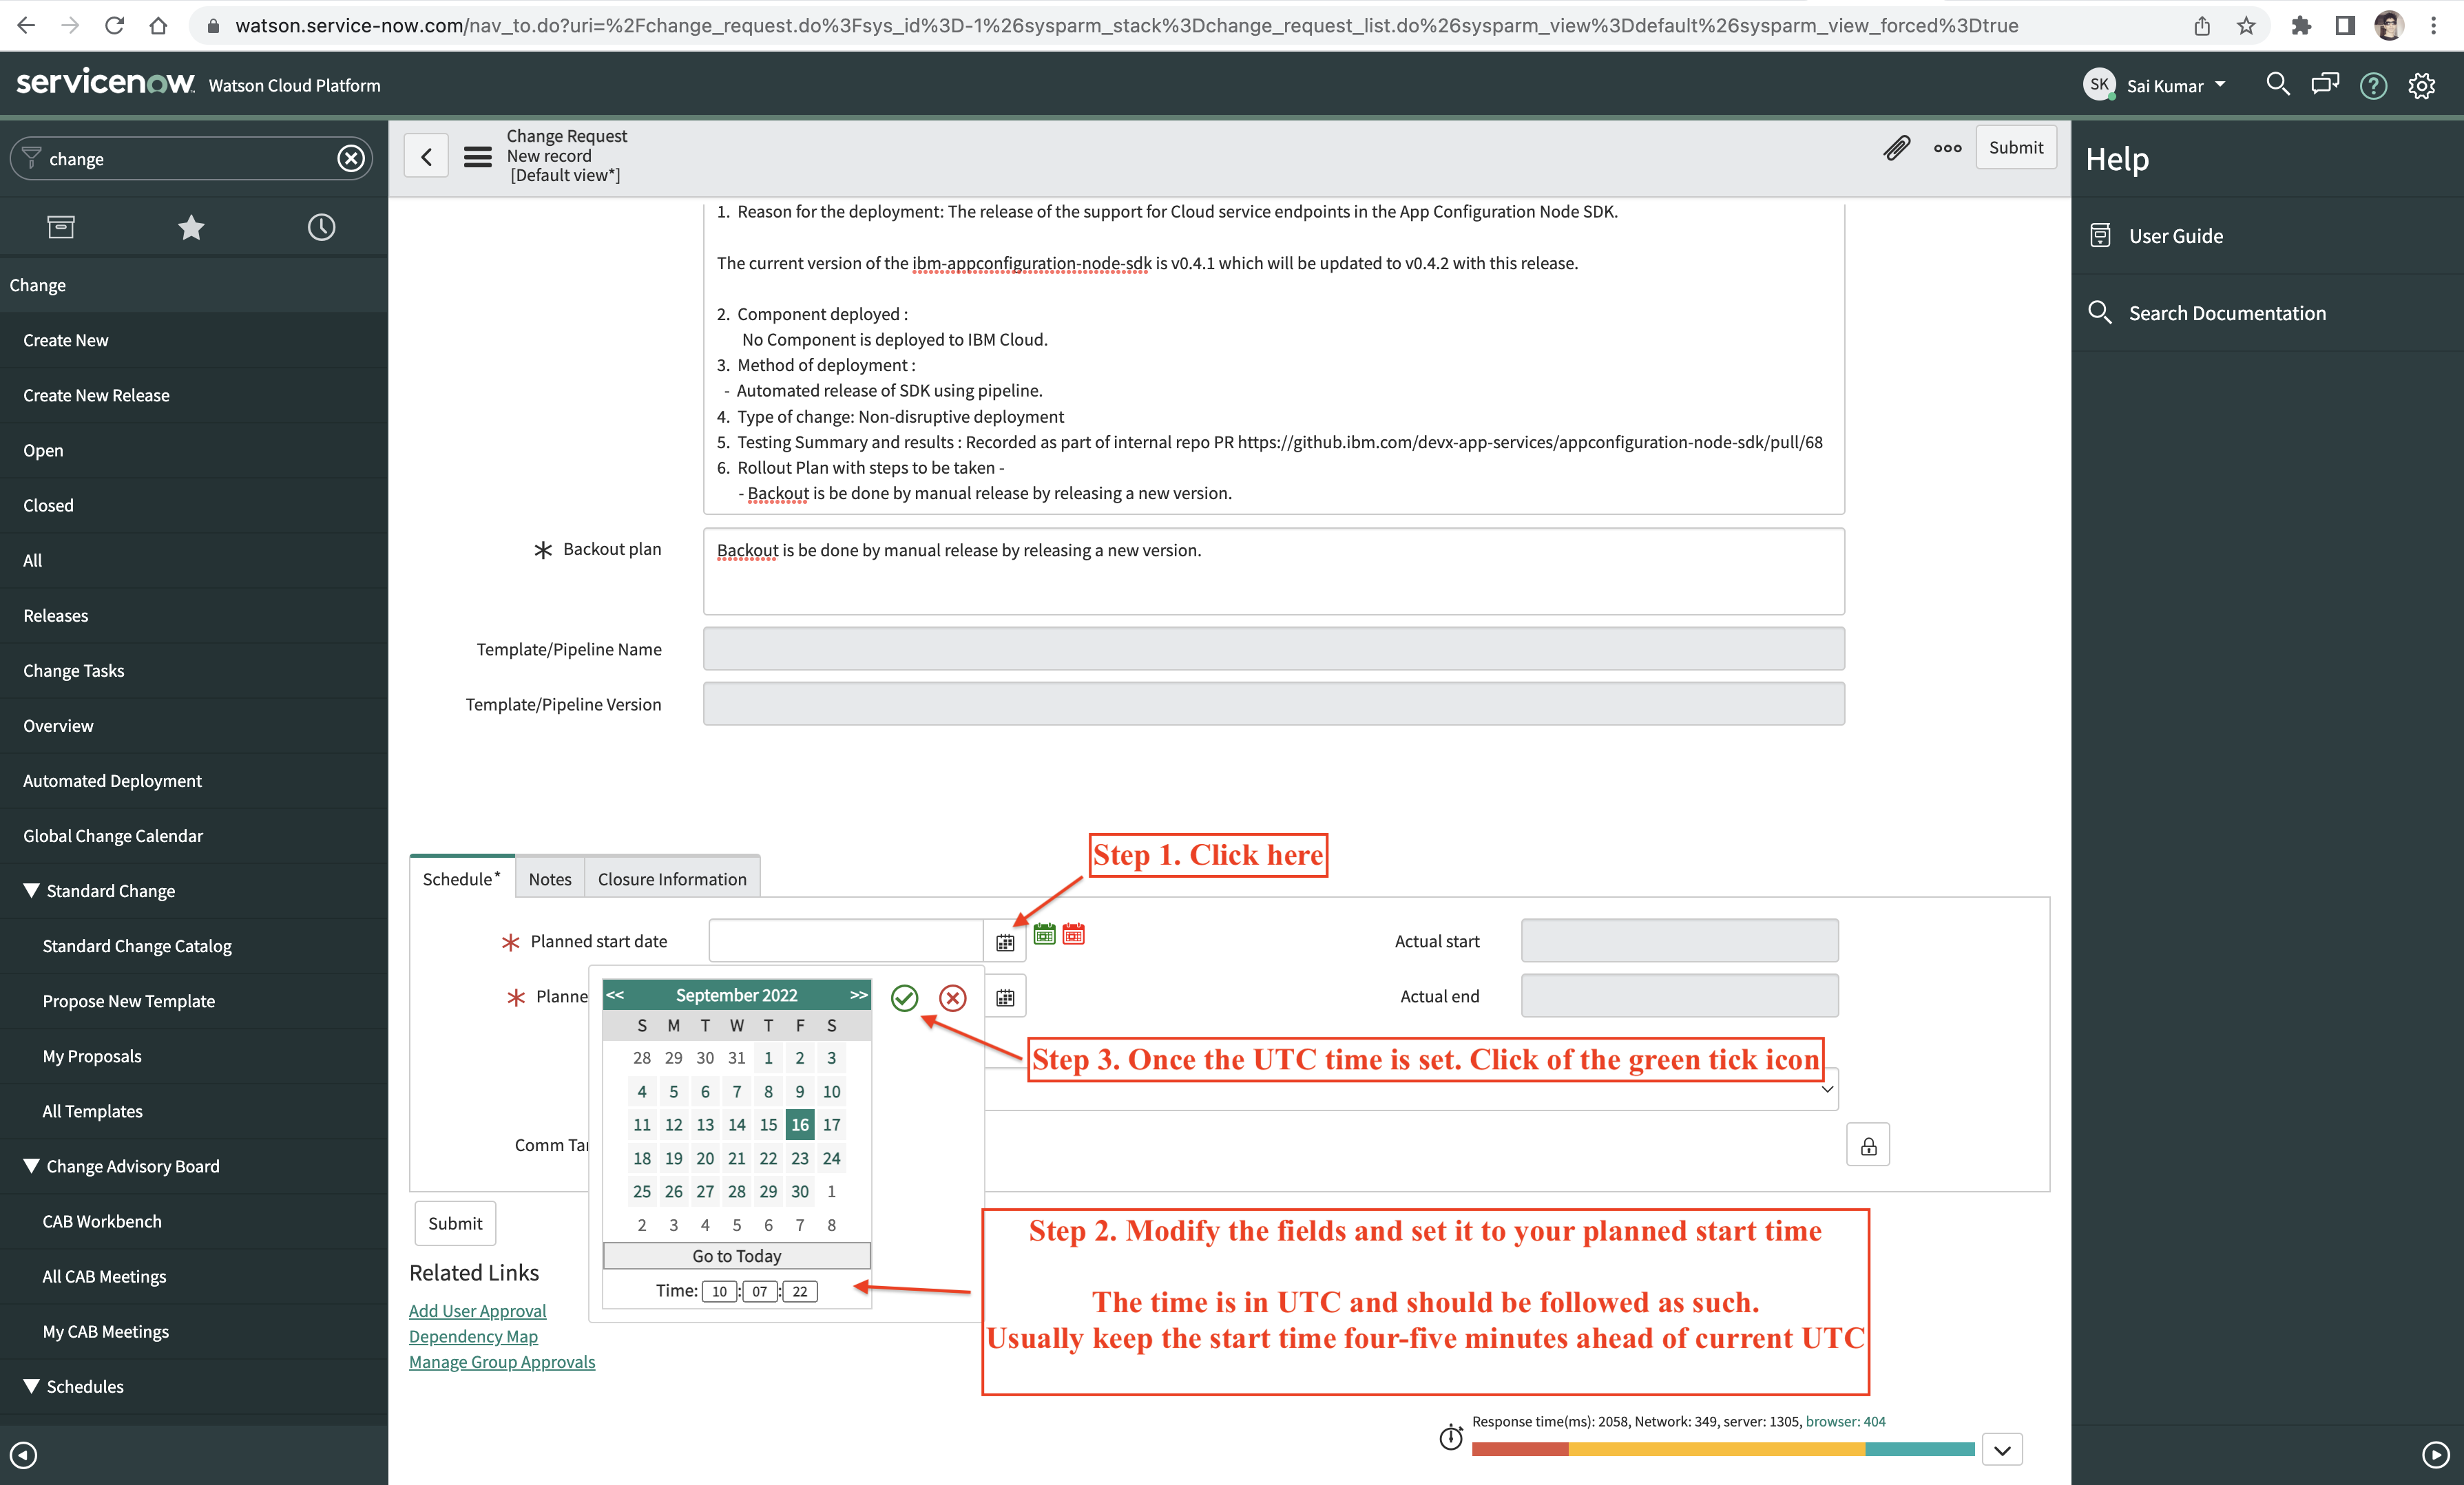 watson.service-now.com/nav_to.do?uri=%2Fchange_request.do%3Fsys_id%3D-1%26sysparm_stack%3Dchange_request_list.do%26sysparm_view%3Ddefault%26sysparm_view_forced%3Dtrue
servicenow. Watson Cloud Platform
SK Sai Kumar
change
Change
Create New
Create New Release
Open
Closed
All
Releases
Change Tasks
Overview
Automated Deployment
Global Change Calendar
Standard Change
Standard Change Catalog
Propose New Template
My Proposals
All Templates
Change Advisory Board
CAB Workbench
All CAB Meetings
My CAB Meetings
Schedules
Change Request
New record
[Default view*]
Submit
1. Reason for the deployment: The release of the support for Cloud service endpoints in the App Configuration Node SDK.
The current version of the ibm-appconfiguration-node-sdk is v0.4.1 which will be updated to v0.4.2 with this release.
2. Component deployed :
No Component is deployed to IBM Cloud.
3. Method of deployment :
- Automated release of SDK using pipeline.
4. Type of change: Non-disruptive deployment
5. Testing Summary and results : Recorded as part of internal repo PR https://github.ibm.com/devx-app-services/appconfiguration-node-sdk/pull/68
6. Rollout Plan with steps to be taken -
- Backout is be done by manual release by releasing a new version.
Backout plan
Backout is be done by manual release by releasing a new version.
Template/Pipeline Name
Template/Pipeline Version
Step 1. Click here
Schedule* Notes Closure Information
* Planned start date
Actual start
* Planne
Actual end
<< September 2022 >>
S M T W T F S
28 29 30 31 1 2 3
4 5 6 7 8 9 10
11 12 13 14 15 16 17
18 19 20 21 22 23 24
25 26 27 28 29 30 1
2 3 4 5 6 7 8
Go to Today
Time: 10 : 07 : 22
Step 3. Once the UTC time is set. Click of the green tick icon
Comm Tar
Submit
Step 2. Modify the fields and set it to your planned start time
The time is in UTC and should be followed as such.
Usually keep the start time four-five minutes ahead of current UTC
Related Links
Add User Approval
Dependency Map
Manage Group Approvals
Response time(ms): 2058, Network: 349, server: 1305, browser: 404
Help
User Guide
Search Documentation